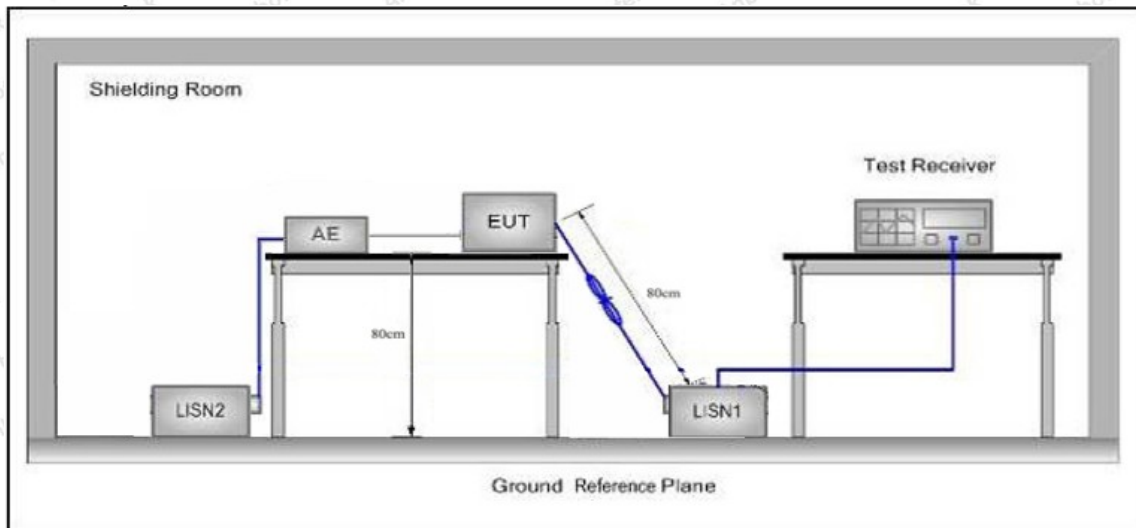 Shielding Room
Test Receiver
EUT
AE
80cm
80cm
LISN2
LISN1
Ground Reference Plane